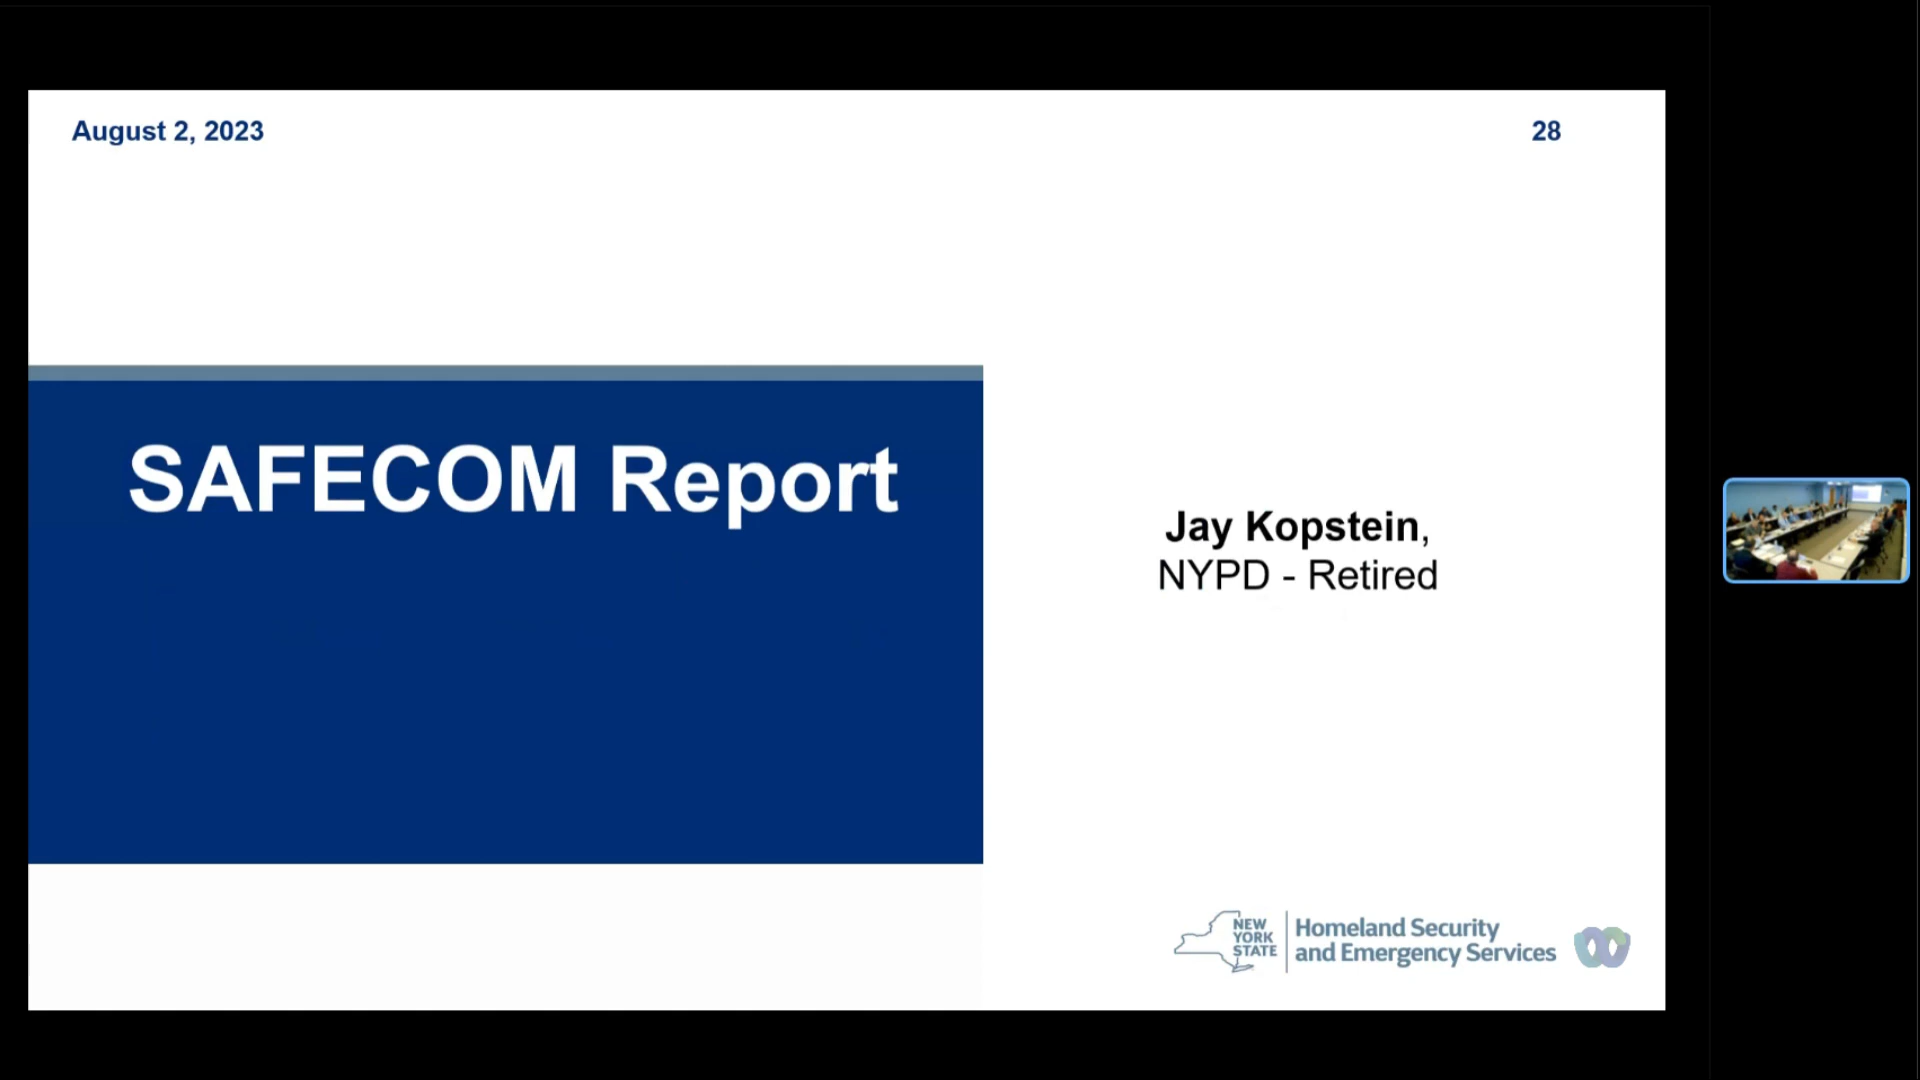 August 2, 2023
28
SAFECOM Report
Jay Kopstein,
NYPD - Retired
NEW
YORK
STATE
Homeland Security
and Emergency Services